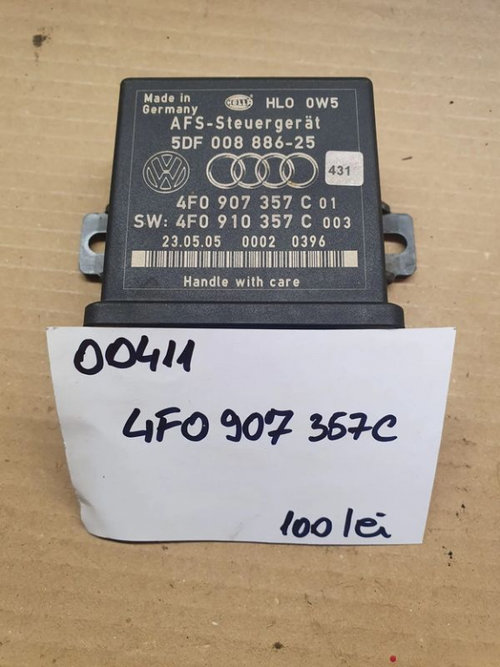 Made in HELLA HLO 0W5
Germany
AFS-Steuergerät
5DF 008 886-25
431
4F0 907 357 C 01
SW: 4F0 910 357 C 003
23.05.05 0002 0396
Handle with care
00411
4F0 907 357C
100 lei